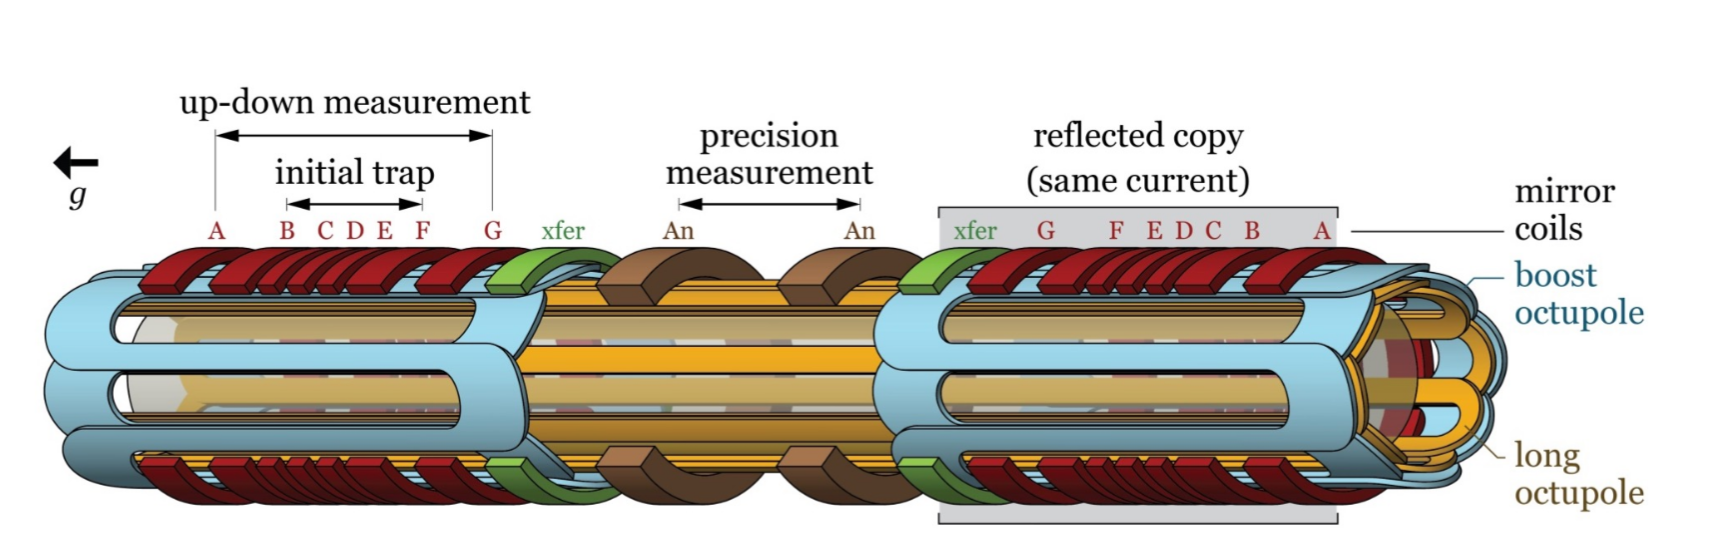 up-down measurement
initial trap
g
precision
measurement
reflected copy
(same current)
A B C D E F G xfer An An xfer G F E D C B A
mirror
coils
boost
octupole
long
octupole